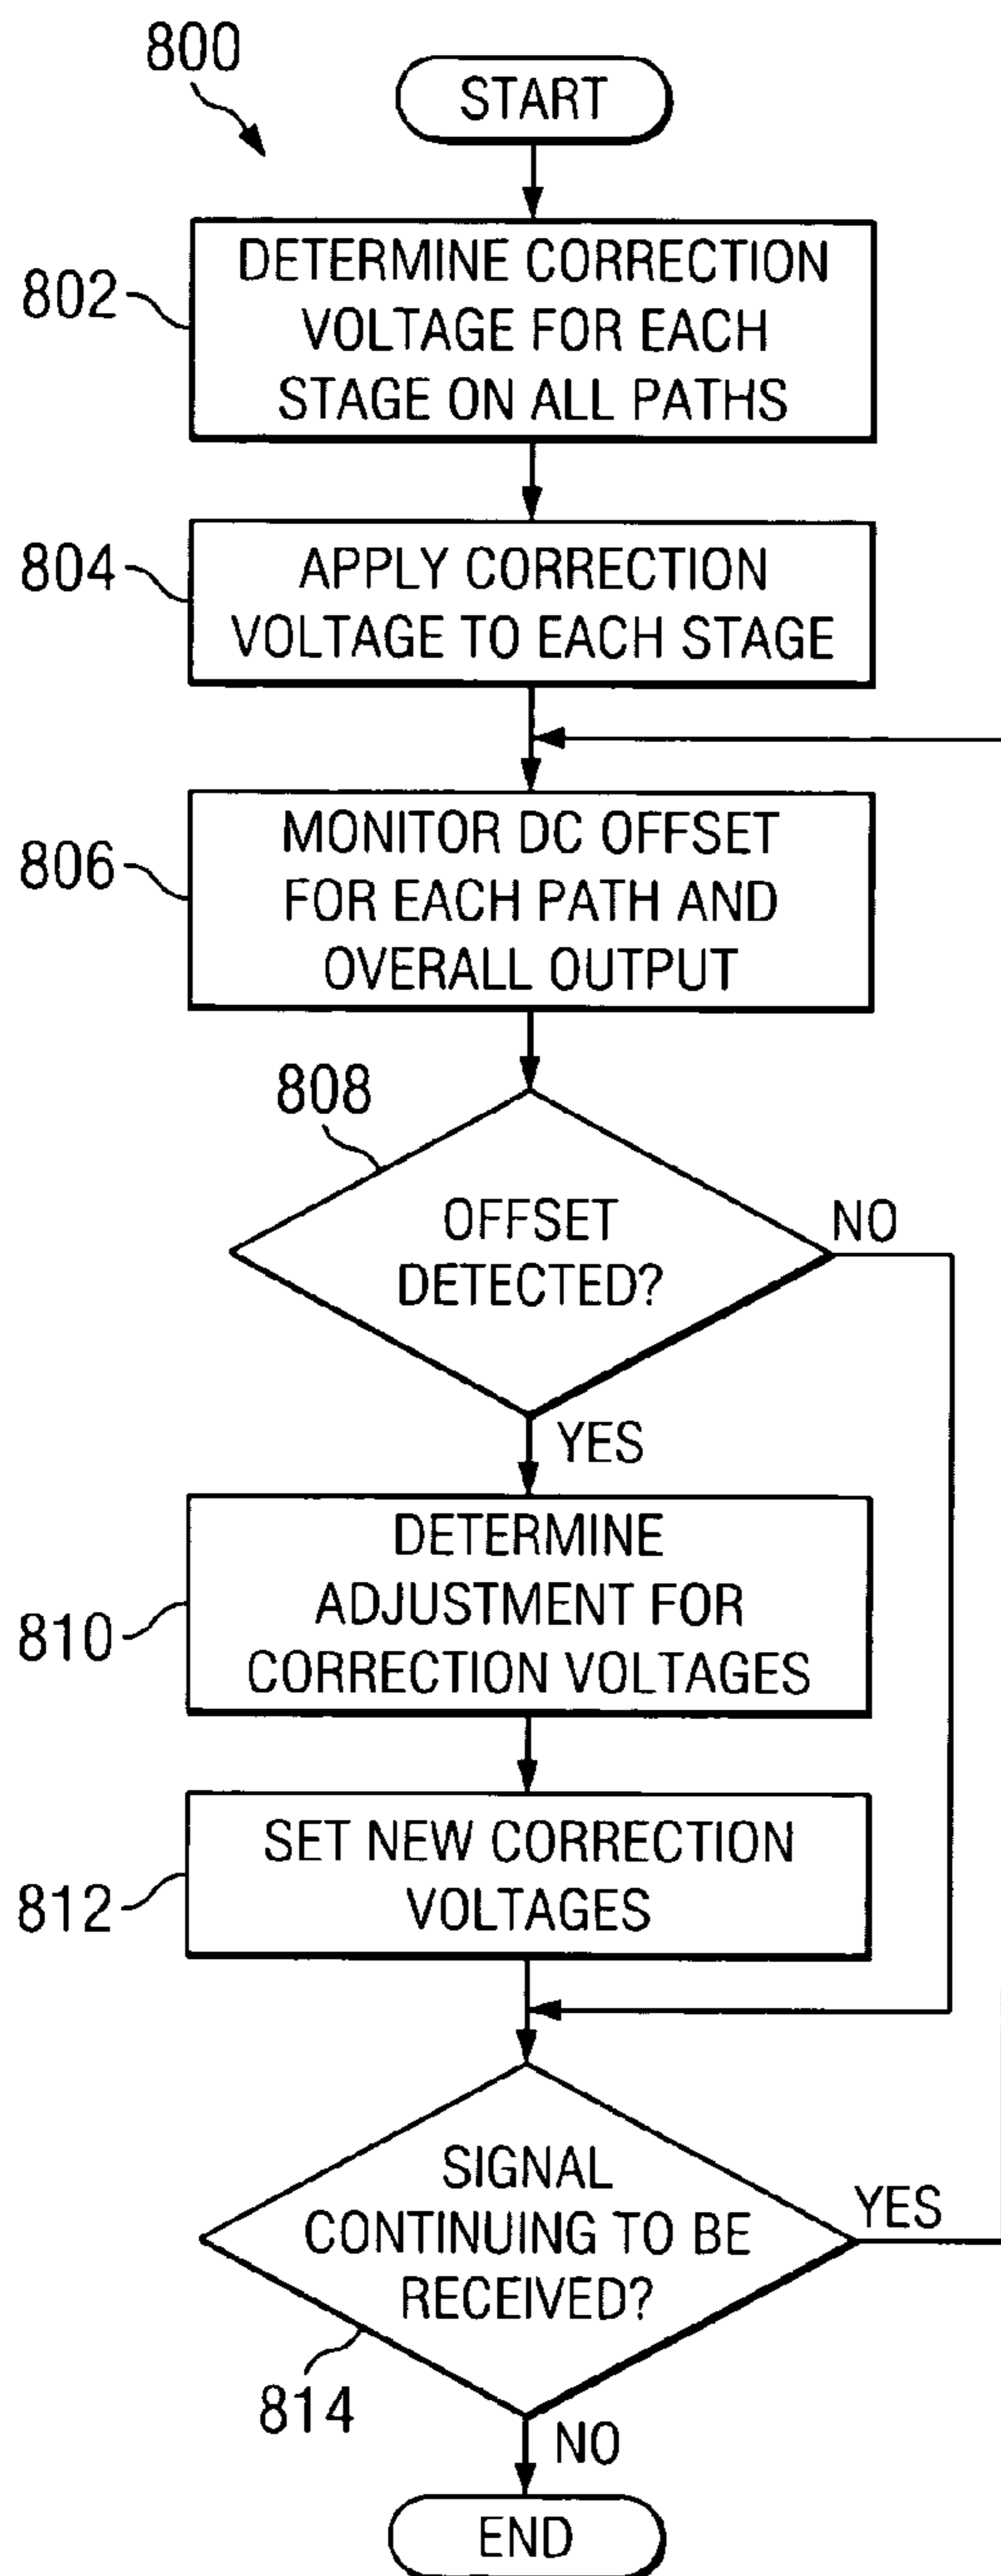 800
START
802
DETERMINE CORRECTION
VOLTAGE FOR EACH
STAGE ON ALL PATHS
804
APPLY CORRECTION
VOLTAGE TO EACH STAGE
806
MONITOR DC OFFSET
FOR EACH PATH AND
OVERALL OUTPUT
808
OFFSET
DETECTED?
NO
YES
810
DETERMINE
ADJUSTMENT FOR
CORRECTION VOLTAGES
812
SET NEW CORRECTION
VOLTAGES
SIGNAL
CONTINUING TO BE
RECEIVED?
YES
814
NO
END